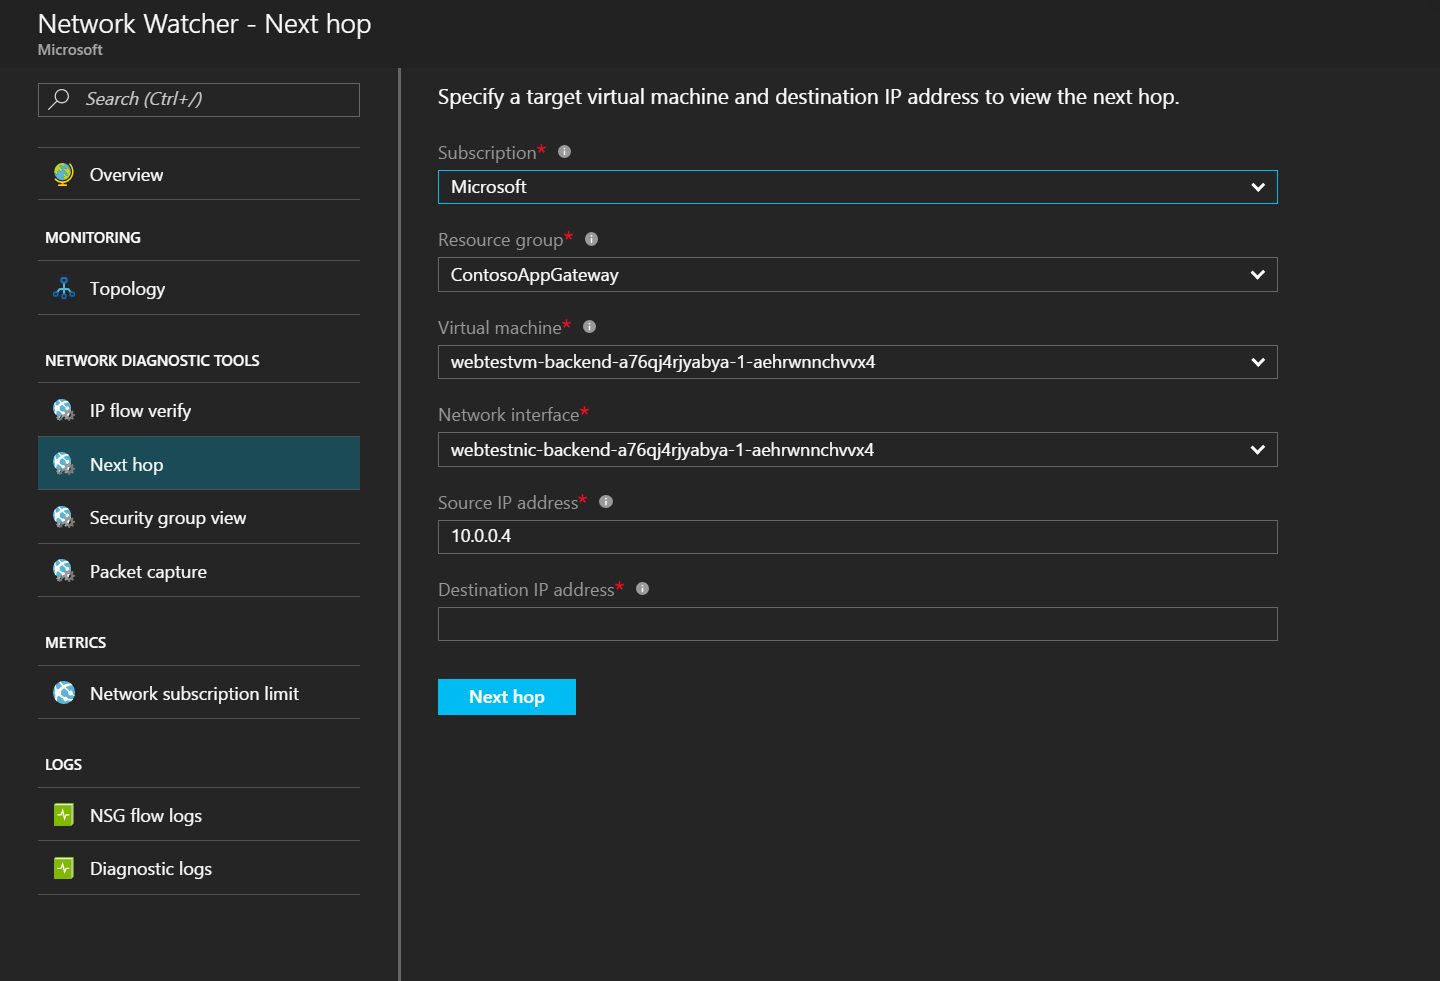 Network Watcher - Next hop
Microsoft
Search (Ctrl+/)
Overview
MONITORING
Topology
NETWORK DIAGNOSTIC TOOLS
IP flow verify
Next hop
Security group view
Packet capture
METRICS
Network subscription limit
LOGS
NSG flow logs
Diagnostic logs
Specify a target virtual machine and destination IP address to view the next hop.
Subscription*
Microsoft
Resource group*
ContosoAppGateway
Virtual machine*
webtestvm-backend-a76qj4rjyabya-1-aehrwnnchvvx4
Network interface*
webtestnic-backend-a76qj4rjyabya-1-aehrwnnchvvx4
Source IP address*
10.0.0.4
Destination IP address*
Next hop